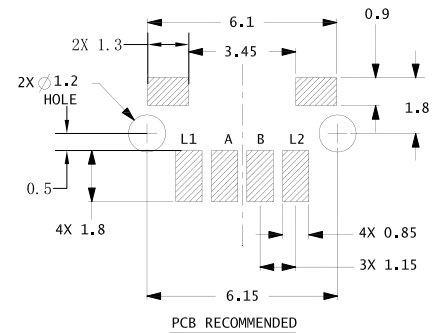 6.1
0.9
2X 1.3
3.45
2X ∅ 1.2
HOLE
1.8
L1 A B L2
0.5
4X 1.8
4X 0.85
3X 1.15
6.15
PCB RECOMMENDED